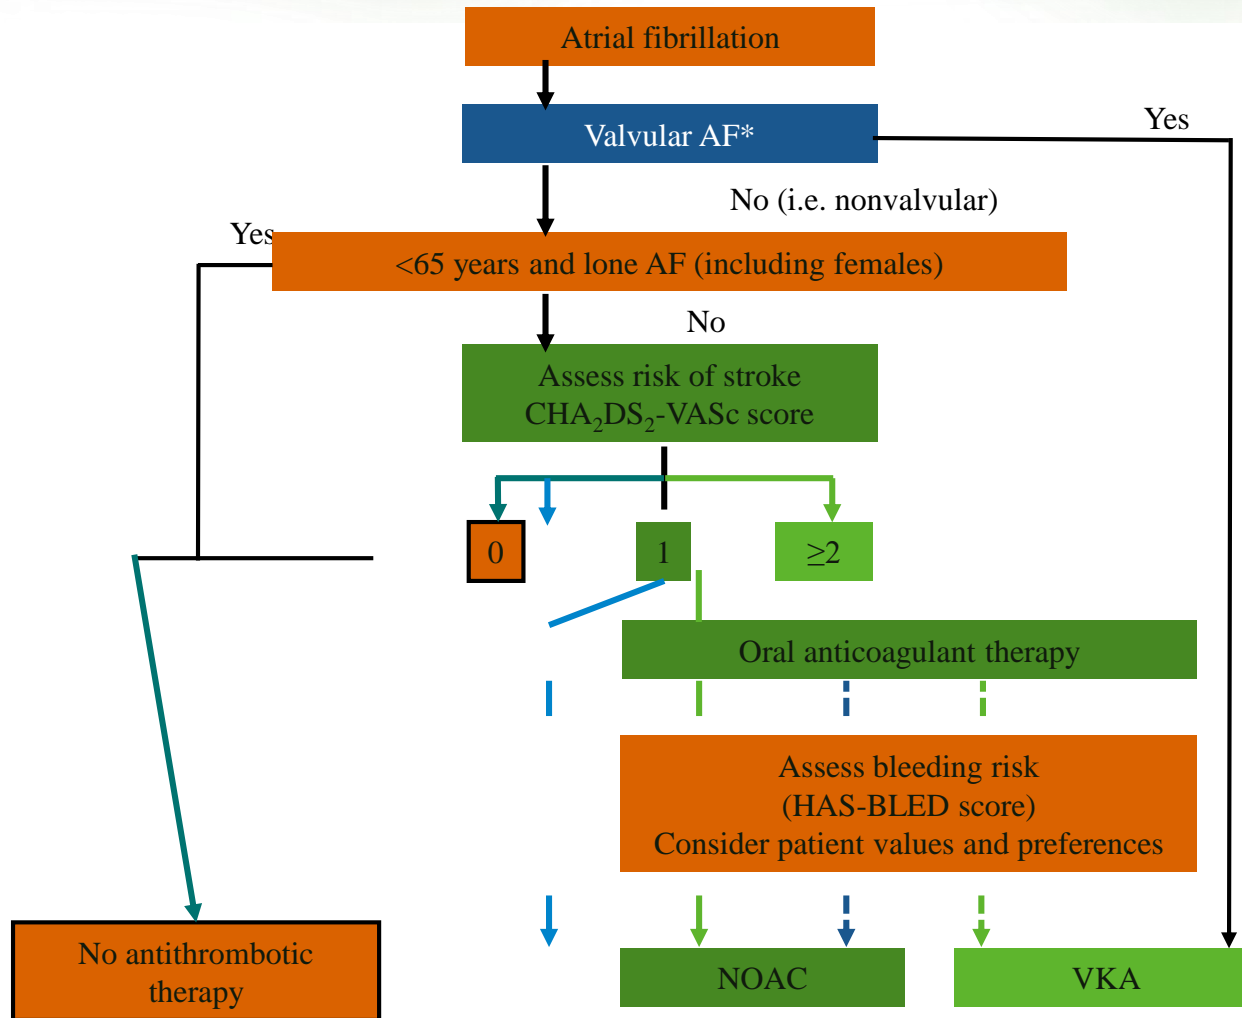 Atrial fibrillation
Valvular AF*
Yes
No (i.e. nonvalvular)
Yes
<65 years and lone AF (including females)
No
Assess risk of stroke
CHA₂DS₂-VASc score
0
1
≥2
Oral anticoagulant therapy
Assess bleeding risk
(HAS-BLED score)
Consider patient values and preferences
No antithrombotic
therapy
NOAC
VKA